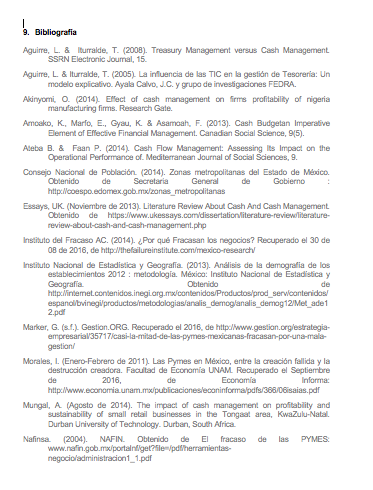 9. Bibliografía
Aguirre, L. & Iturralde, T. (2008). Treasury Management versus Cash Management.
SSRN Electronic Journal, 15.
Aguirre, L. & Iturralde, T. (2005). La influencia de las TIC en la gestión de Tesorería: Un
modelo explicativo. Ayala Calvo, J.C. y grupo de investigaciones FEDRA.
Akinyomi, O. (2014). Effect of cash management on firms profitability of nigeria
manufacturing firms. Research Gate.
Amoako, K., Marfo, E., Gyau, K. & Asamoah, F. (2013). Cash Budgetan Imperative
Element of Effective Financial Management. Canadian Social Science, 9(5).
Ateba B. & Faan P. (2014). Cash Flow Management: Assessing Its Impact on the
Operational Performance of. Mediterranean Journal of Social Sciences, 9.
Consejo Nacional de Población. (2014). Zonas metropolitanas del Estado de México.
Obtenido de Secretaria General de Gobierno :
http://coespo.edomex.gob.mx/zonas_metropolitanas
Essays, UK. (Noviembre de 2013). Literature Review About Cash And Cash Management.
Obtenido de https://www.ukessays.com/dissertation/literature-review/literature-
review-about-cash-and-cash-management.php
Instituto del Fracaso AC. (2014). ¿Por qué Fracasan los negocios? Recuperado el 30 de
08 de 2016, de http://thefailureinstitute.com/mexico-research/
Instituto Nacional de Estadística y Geografía. (2013). Análisis de la demografía de los
establecimientos 2012 : metodología. México: Instituto Nacional de Estadística y
Geografía. Obtenido de
http://internet.contenidos.inegi.org.mx/contenidos/Productos/prod_serv/contenidos/
espanol/bvinegi/productos/metodologias/analis_demog/analis_demog12/Met_ade1
2.pdf
Marker, G. (s.f.). Gestion.ORG. Recuperado el 2016, de http://www.gestion.org/estrategia-
empresarial/35717/casi-la-mitad-de-las-pymes-mexicanas-fracasan-por-una-mala-
gestion/
Morales, I. (Enero-Febrero de 2011). Las Pymes en México, entre la creación fallida y la
destrucción creadora. Facultad de Economía UNAM. Recuperado el Septiembre
de 2016, de Economía Informa:
http://www.economia.unam.mx/publicaciones/econinforma/pdfs/366/06isaias.pdf
Mungal, A. (Agosto de 2014). The impact of cash management on profitability and
sustainability of small retail businesses in the Tongaat area, KwaZulu-Natal.
Durban University of Technology. Durban, South Africa.
Nafinsa. (2004). NAFIN. Obtenido de El fracaso de las PYMES:
www.nafin.gob.mx/portalnf/get?file=/pdf/herramientas-
negocio/administracion1_1.pdf